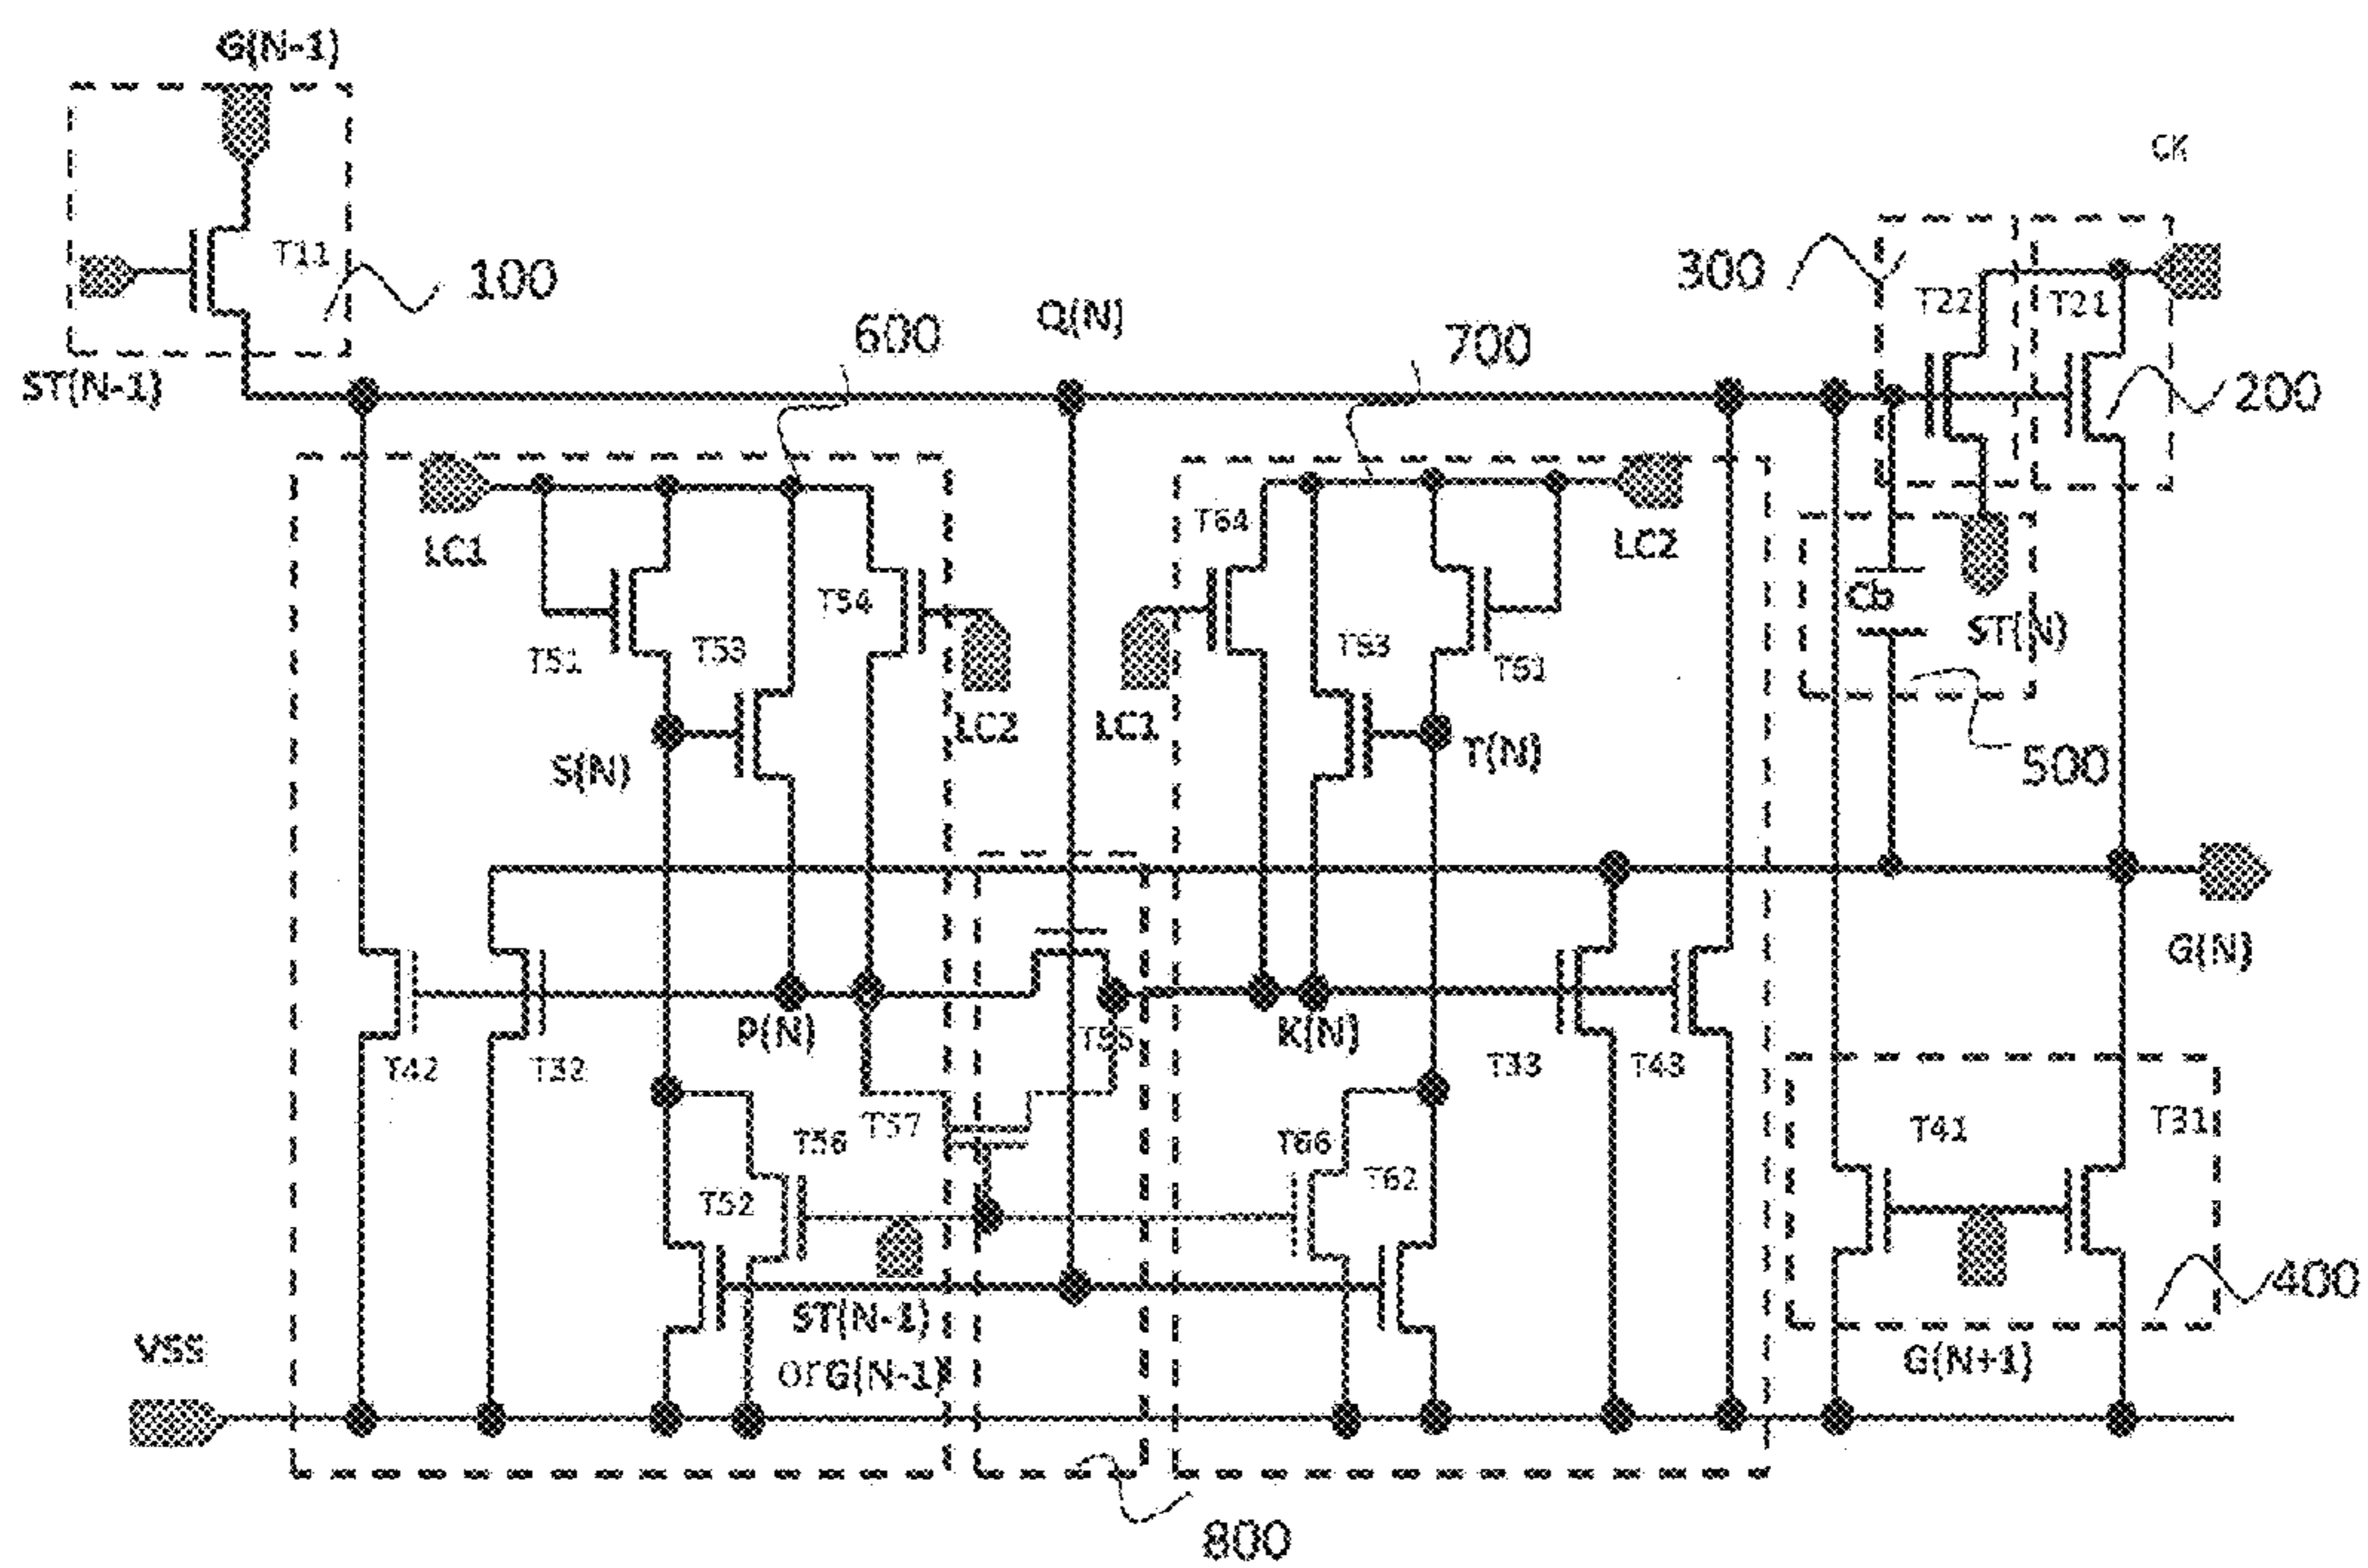 G(N-1)
CK
T11
100
300
T22
T21
ST(N-1)
600
Q(N)
700
200
LC1
T54
T64
LC2
T51
T53
T63
T61
Cb
ST(N)
S(N)
LC2
LC1
T(N)
500
G(N)
P(N)
T55
K(N)
T42
T32
T33
T43
T56
T57
T66
T41
T31
T52
T62
400
ST(N-1)
orG(N-1)
VSS
G(N+1)
800